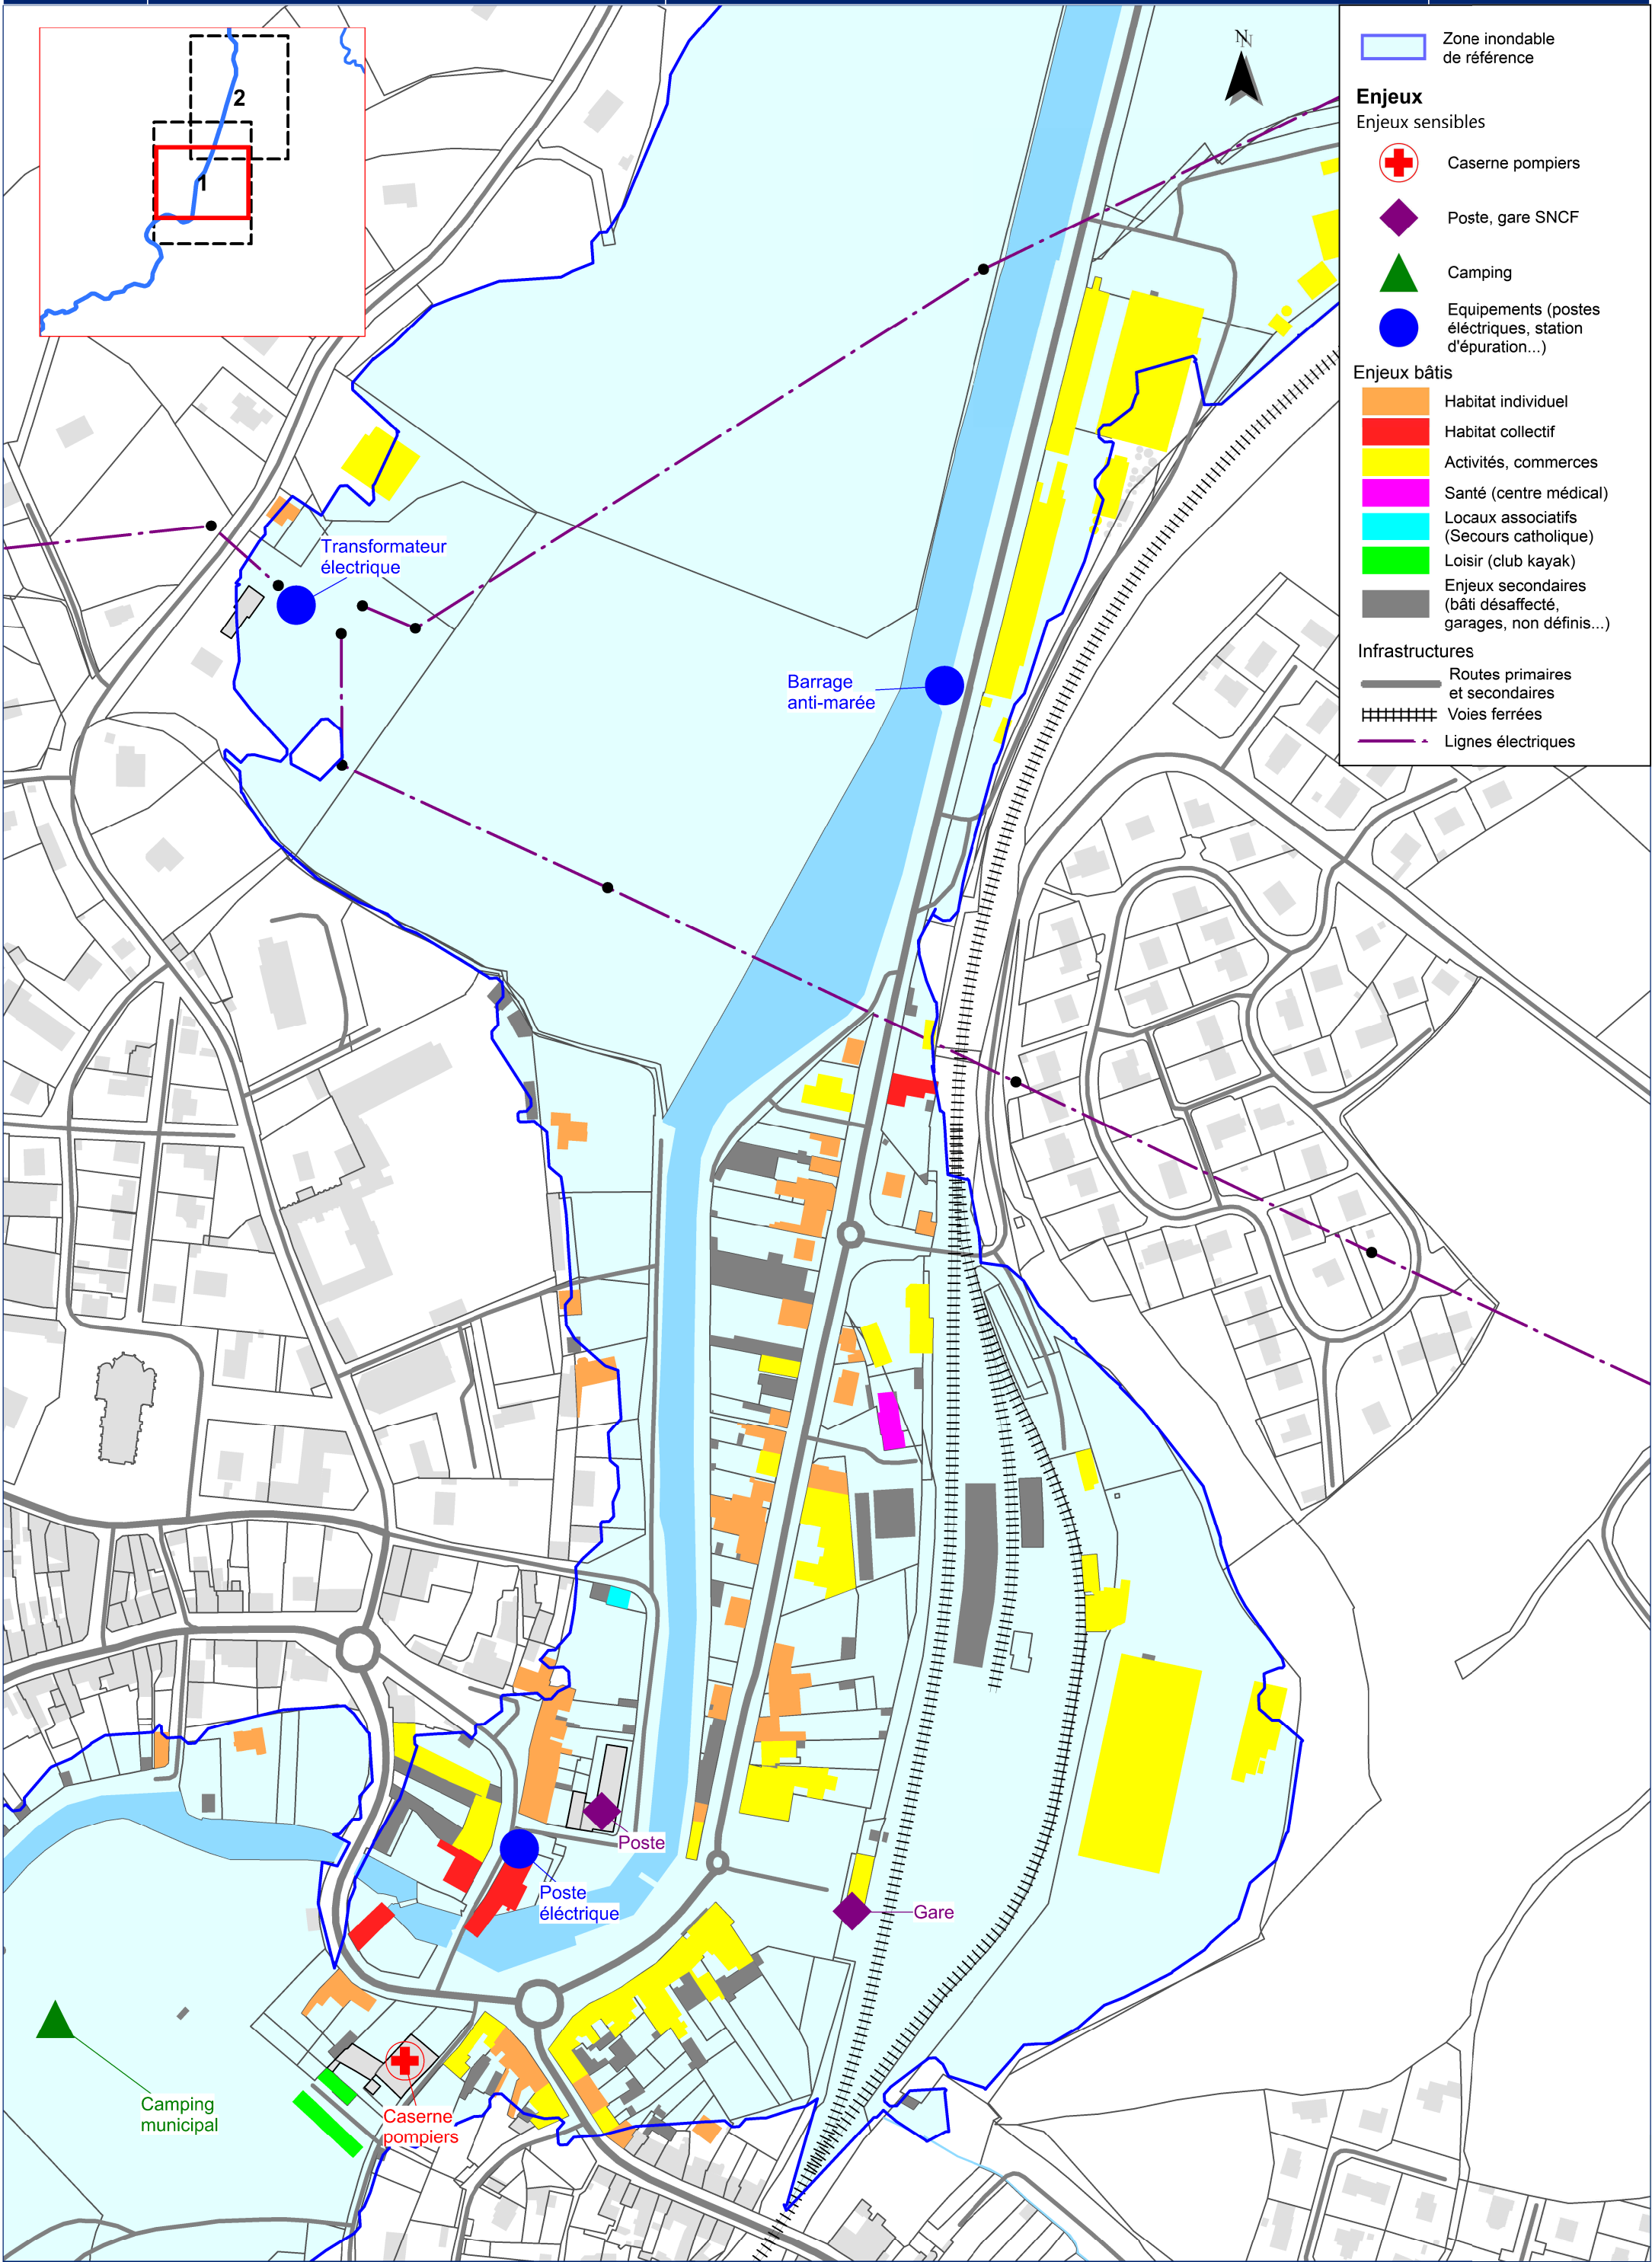 2
1
N
Zone inondable
de référence
Enjeux
Enjeux sensibles
Caserne pompiers
Poste, gare SNCF
Camping
Equipements (postes
éléctriques, station
d'épuration...)
Enjeux bâtis
Habitat individuel
Habitat collectif
Activités, commerces
Santé (centre médical)
Locaux associatifs
(Secours catholique)
Loisir (club kayak)
Enjeux secondaires
(bâti désaffecté,
garages, non définis...)
Infrastructures
Routes primaires
et secondaires
Voies ferrées
Lignes électriques
Transformateur
électrique
Barrage
anti-marée
Poste
Poste
éléctrique
Gare
Camping
municipal
Caserne
pompiers